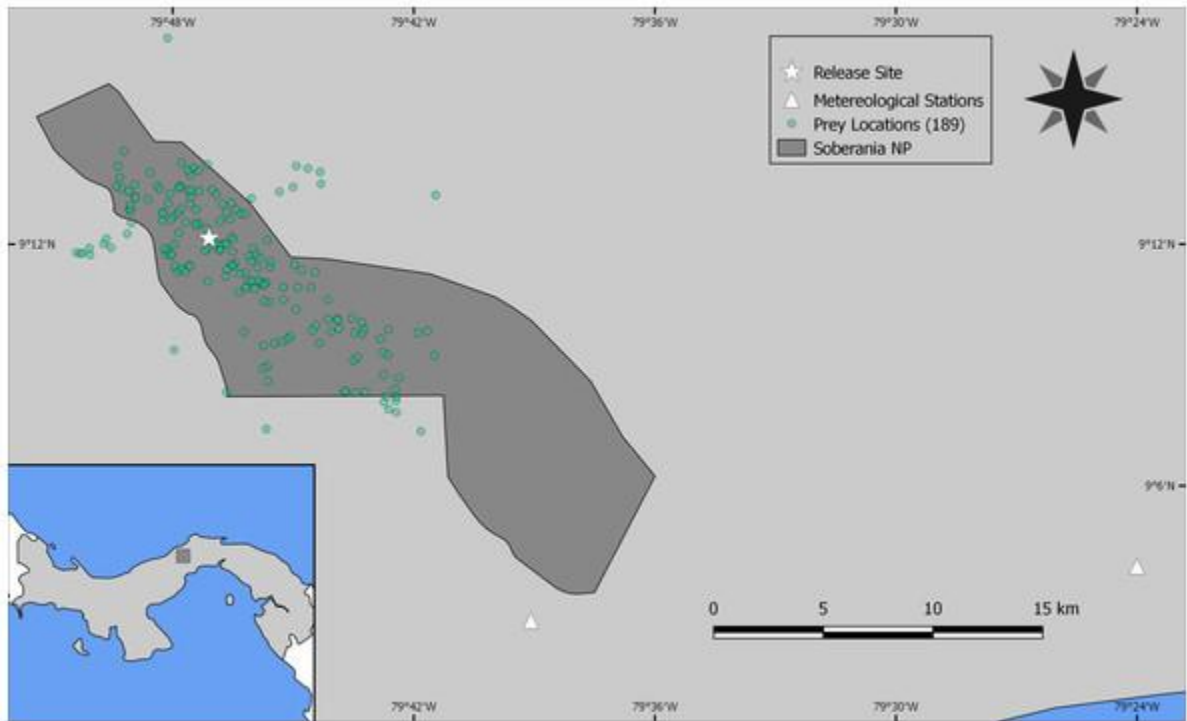 79°48'W 79°42'W 79°36'W 79°30'W 79°24'W
Release Site
Metereological Stations
Prey Locations (189)
Soberania NP
9°12'N 9°12'N
9°6'N
0 5 10 15 km
79°42'W 79°36'W 79°30'W 79°24'W